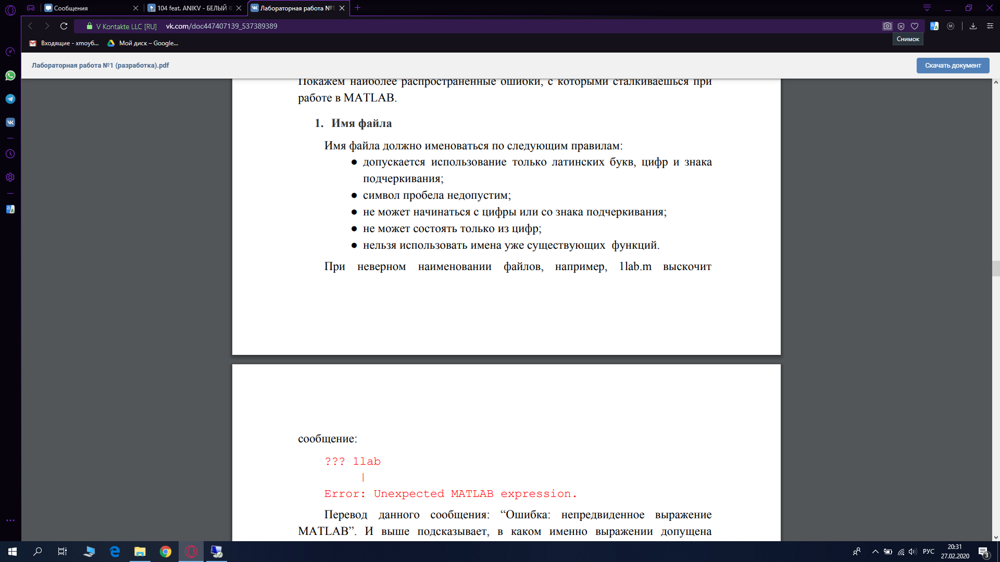 Сообщения
104 feat. ANIKV - БЕЛЫЙ
Лабораторная работа №1
V Kontakte LLC [RU]
vk.com/doc447407139_537389389
Снимок
Входящие - xmoy6...
Мой диск – Google...
Лабораторная работа №1 (разработка).pdf
Скачать документ
Покажем наиболее распространенные ошибки, с которыми сталкиваешься при
работе в MATLAB.
1. Имя файла
Имя файла должно именоваться по следующим правилам:
● допускается использование только латинских букв, цифр и знака
подчеркивания;
● символ пробела недопустим;
● не может начинаться с цифры или со знака подчеркивания;
● не может состоять только из цифр;
● нельзя использовать имена уже существующих функций.
При неверном наименовании файлов, например, 1lab.m выскочит
сообщение:
??? 1lab
|
Error: Unexpected MATLAB expression.
Перевод данного сообщения: “Ошибка: непредвиденное выражение
MATLAB”. И выше подсказывает, в каком именно выражении допущена
РУС
20:31
27.02.2020
3